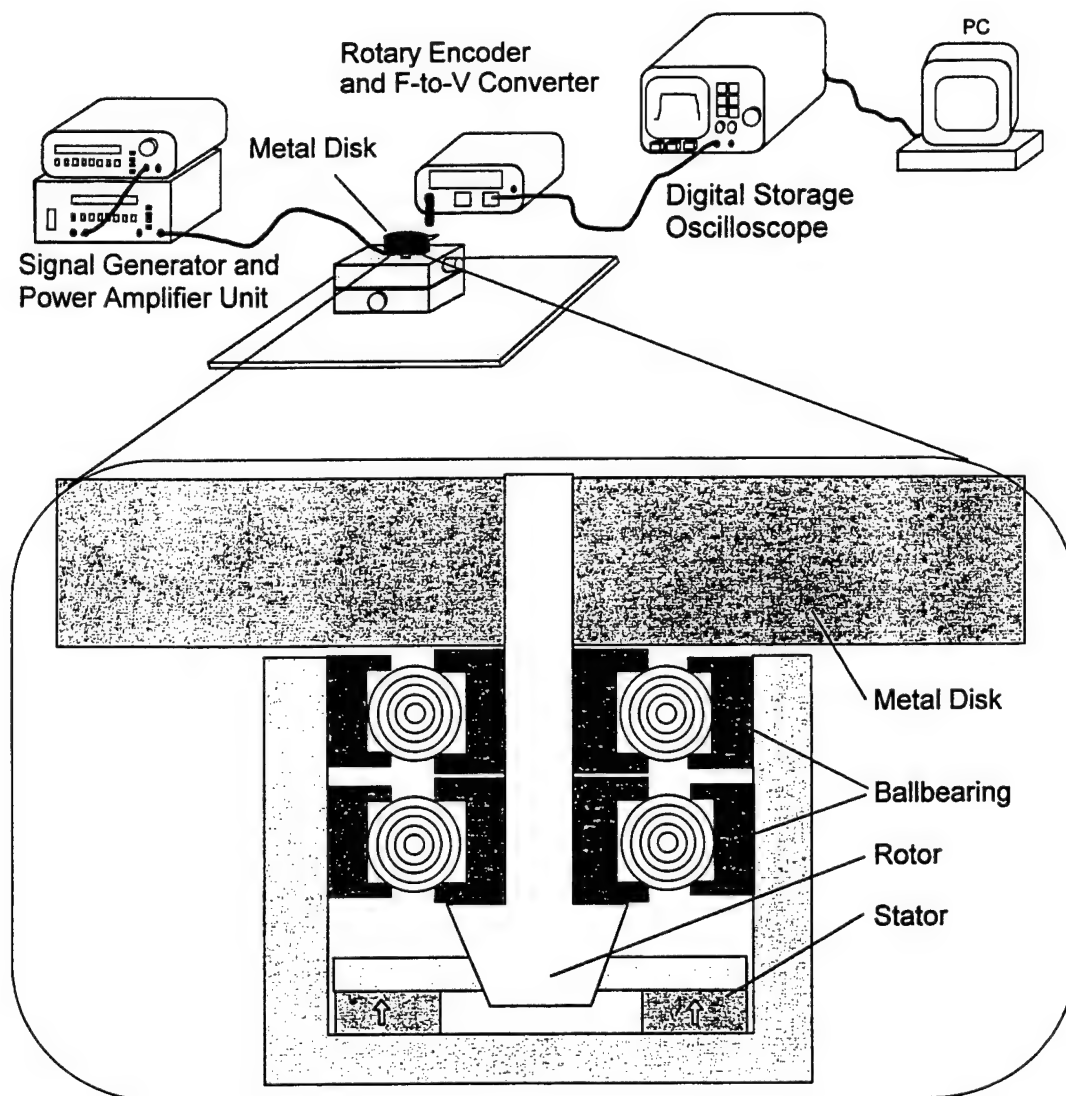 PC
Rotary Encoder
and F-to-V Converter
Metal Disk
Digital Storage
Oscilloscope
Signal Generator and
Power Amplifier Unit
Metal Disk
Ballbearing
Rotor
Stator